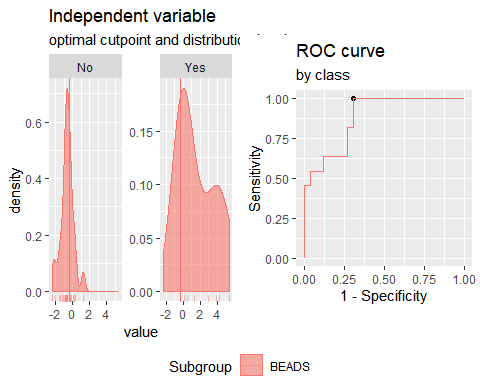 Independent variable
optimal cutpoint and distributio
No
Yes
density
0.6
0.4
0.2
0.0
0.15
0.10
0.05
0.00
-2 0 2 4
-2 0 2 4
value
ROC curve
by class
Sensitivity
1.00
0.75
0.50
0.25
0.00
0.00 0.25 0.50 0.75 1.00
1 - Specificity
Subgroup BEADS